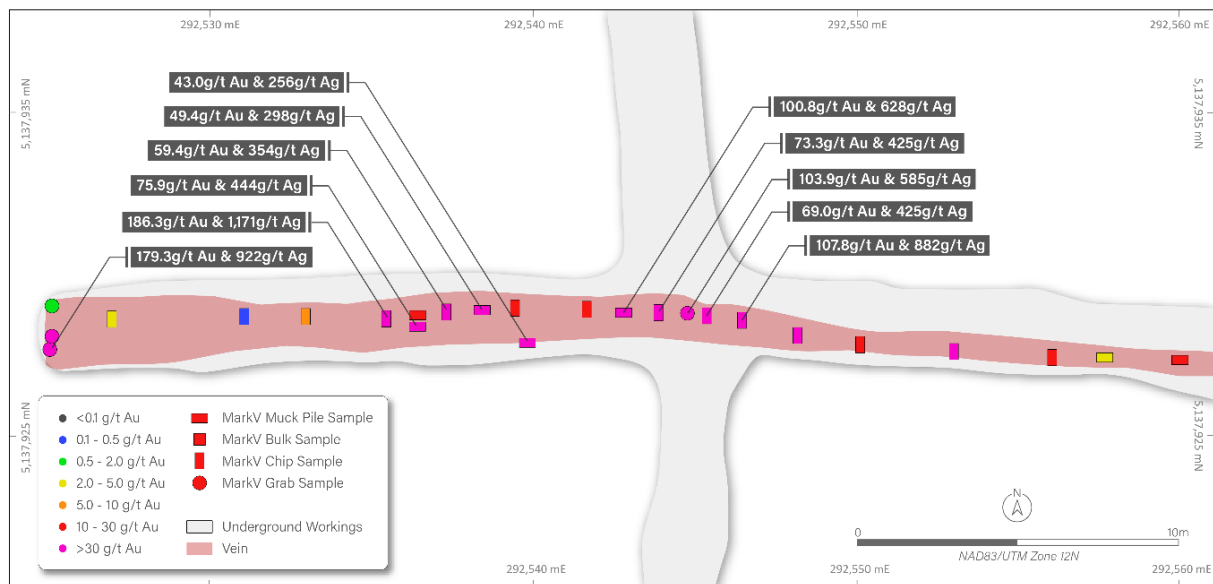 292,530 mE
292,540 mE
292,550 mE
292,560 mE
5,137,935 mN
5,137,935 mN
43.0g/t Au & 256g/t Ag
49.4g/t Au & 298g/t Ag
59.4g/t Au & 354g/t Ag
75.9g/t Au & 444g/t Ag
186.3g/t Au & 1,171g/t Ag
179.3g/t Au & 922g/t Ag
100.8g/t Au & 628g/t Ag
73.3g/t Au & 425g/t Ag
103.9g/t Au & 585g/t Ag
69.0g/t Au & 425g/t Ag
107.8g/t Au & 882g/t Ag
5,137,925 mN
5,137,925 mN
<0.1 g/t Au
0.1 - 0.5 g/t Au
0.5 - 2.0 g/t Au
2.0 - 5.0 g/t Au
5.0 - 10 g/t Au
10 - 30 g/t Au
>30 g/t Au
MarkV Muck Pile Sample
MarkV Bulk Sample
MarkV Chip Sample
MarkV Grab Sample
Underground Workings
Vein
N
0
10m
NAD83/UTM Zone 12N
292,540 mE
292,550 mE
292,560 mE